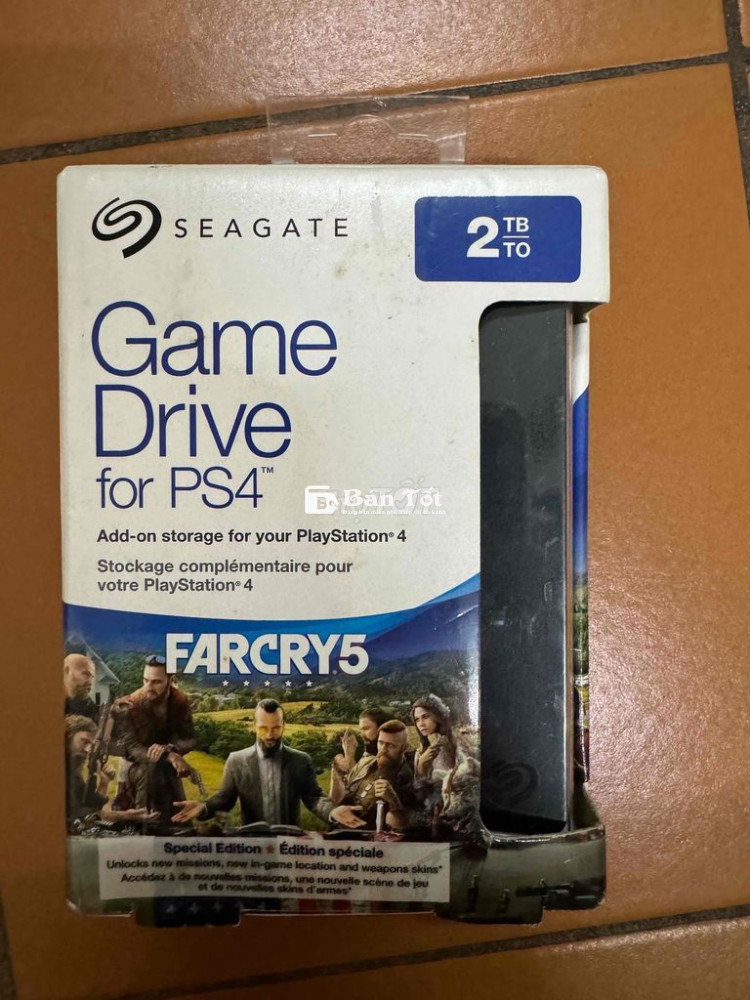 SEAGATE
2 TB
TO
Game
Drive
for PS4™
Bán Tốt
Add-on storage for your PlayStation®4
Stockage complémentaire pour
votre PlayStation®4
FARCRY5
Special Edition ★ Édition spéciale
Unlocks new missions, new in-game location and weapons skins*
Accédez à de nouvelles missions, une nouvelle scène de jeu
et de nouvelles skins d'armes*